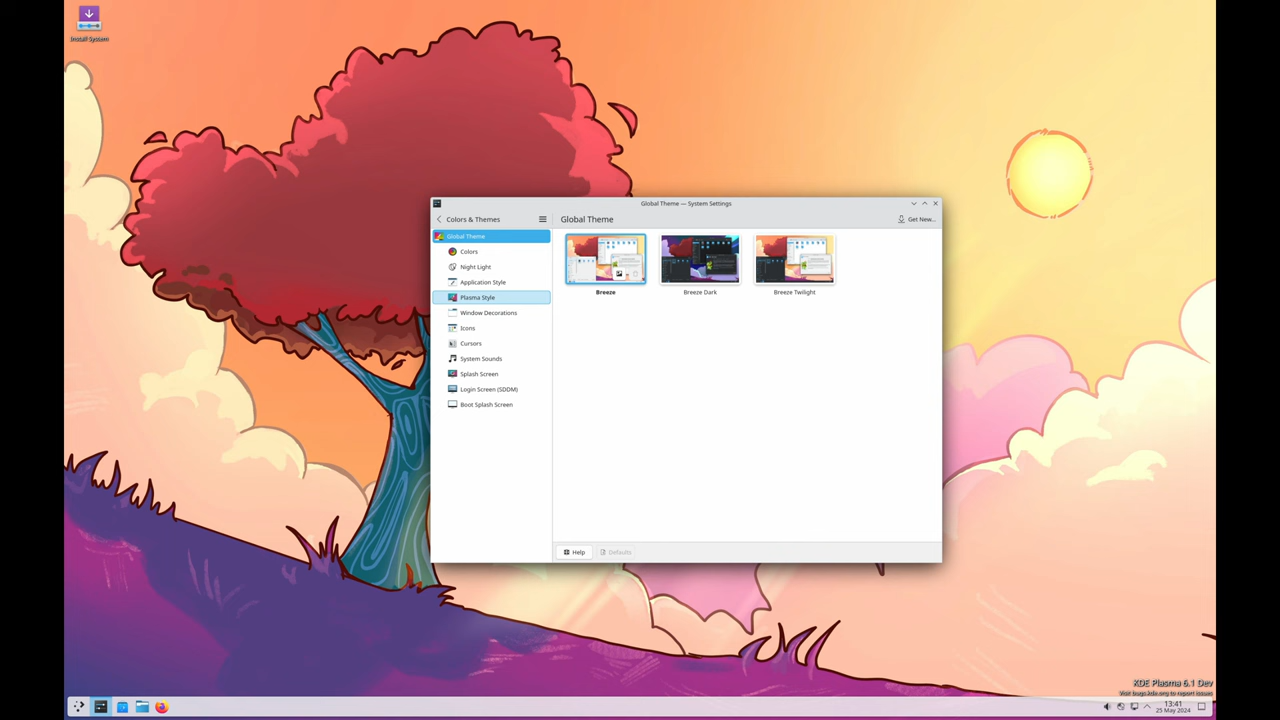 Install System
Global Theme — System Settings
Colors & Themes
Global Theme
Get New...
Global Theme
Colors
Night Light
Application Style
Plasma Style
Window Decorations
Icons
Cursors
System Sounds
Splash Screen
Login Screen (SDDM)
Boot Splash Screen
Breeze
Breeze Dark
Breeze Twilight
Help
Defaults
KDE Plasma 6.1 Dev
Visit bugs.kde.org to report issues
13:41
25 May 2024